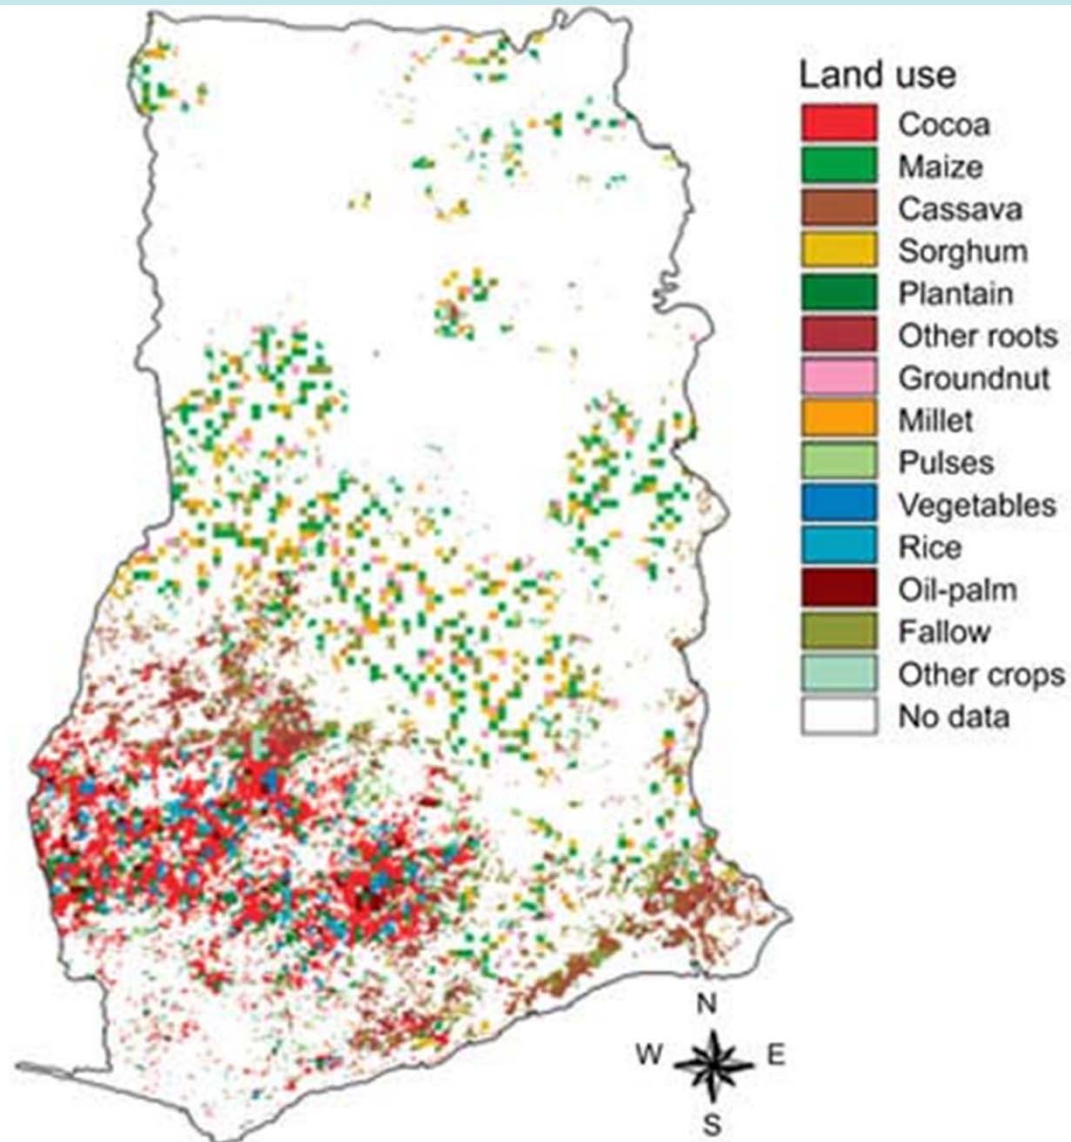 Land use
Cocoa
Maize
Cassava
Sorghum
Plantain
Other roots
Groundnut
Millet
Pulses
Vegetables
Rice
Oil-palm
Fallow
Other crops
No data
N
W E
S